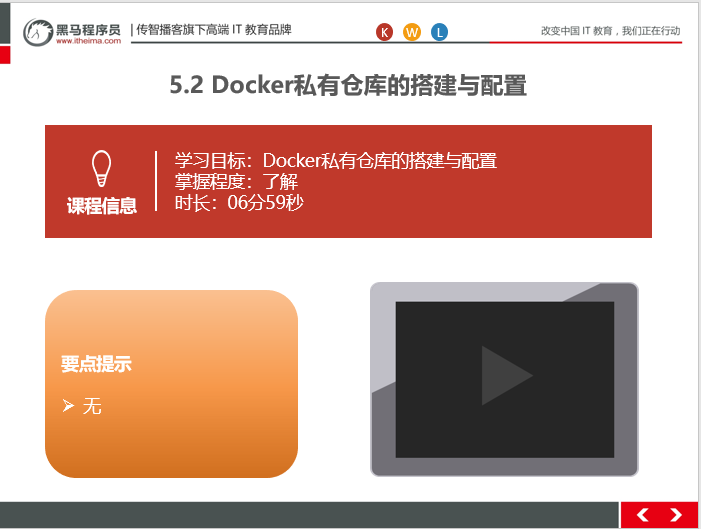 黑马程序员
www.itheima.com
传智播客旗下高端 IT 教育品牌
K W L
改变中国 IT 教育，我们正在行动
5.2 Docker私有仓库的搭建与配置
课程信息
学习目标：Docker私有仓库的搭建与配置
掌握程度：了解
时长：06分59秒
要点提示
➢ 无